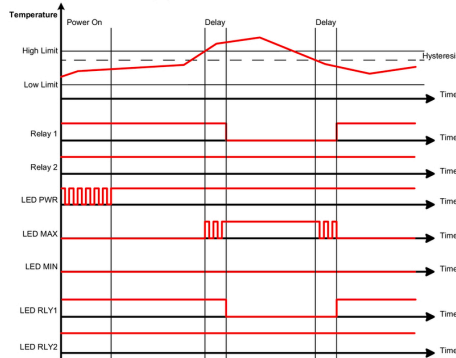 Temperature
Power On
Delay
Delay
High Limit
Hysteresi
Low Limit
Time
Relay 1
Time
Relay 2
Time
LED PWR
Time
LED MAX
Time
LED MIN
Time
LED RLY1
Time
LED RLY2
Time